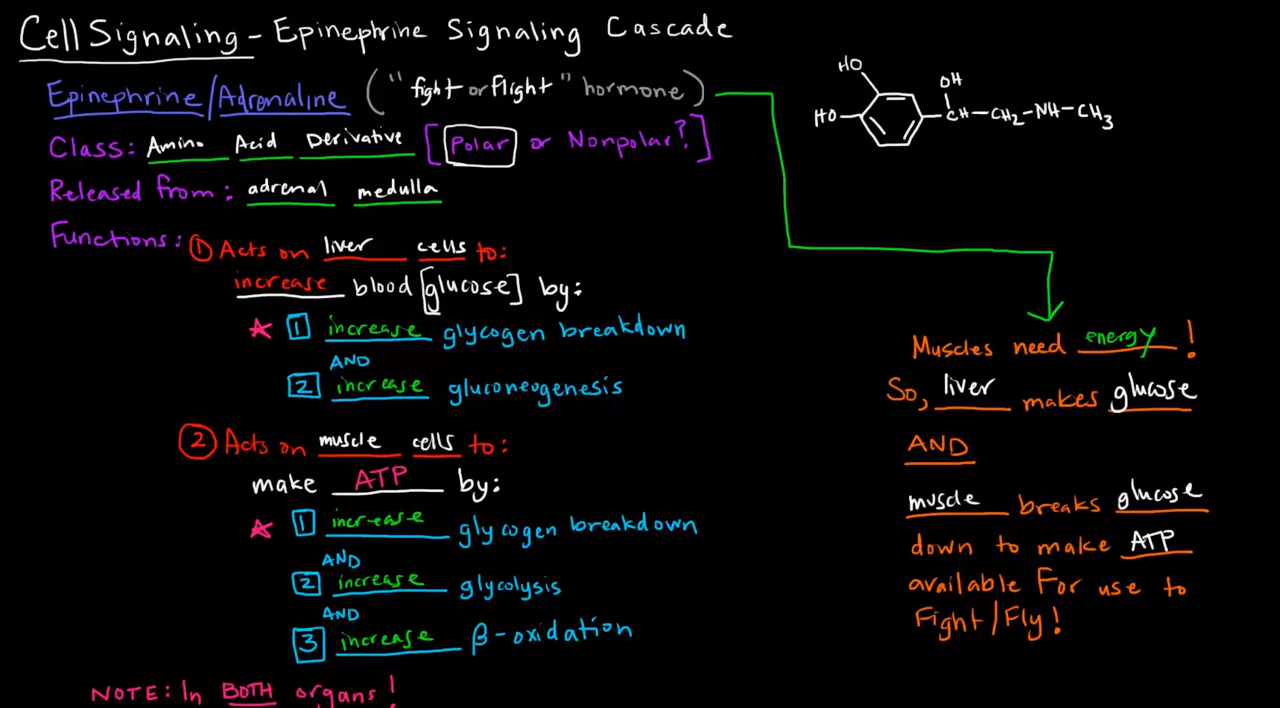 Cell Signaling - Epinephrine Signaling Cascade
Epinephrine/Adrenaline ("fight or flight" hormone)
Class: Amino Acid Derivative [Polar or Nonpolar?]
Released from: adrenal medulla
Functions: ① Acts on liver cells to:
increase blood [glucose] by:
☆ 1 increase glycogen breakdown
AND
2 increase gluconeogenesis
② Acts on muscle cells to:
make ATP by:
☆ 1 increase glycogen breakdown
AND
2 increase glycolysis
AND
3 increase β-oxidation
NOTE: In BOTH organs!
HO
HO
OH
CH-CH₂-NH-CH₃
Muscles need energy!
So, liver makes glucose
AND
muscle breaks glucose
down to make ATP
available For use to
Fight/Fly!